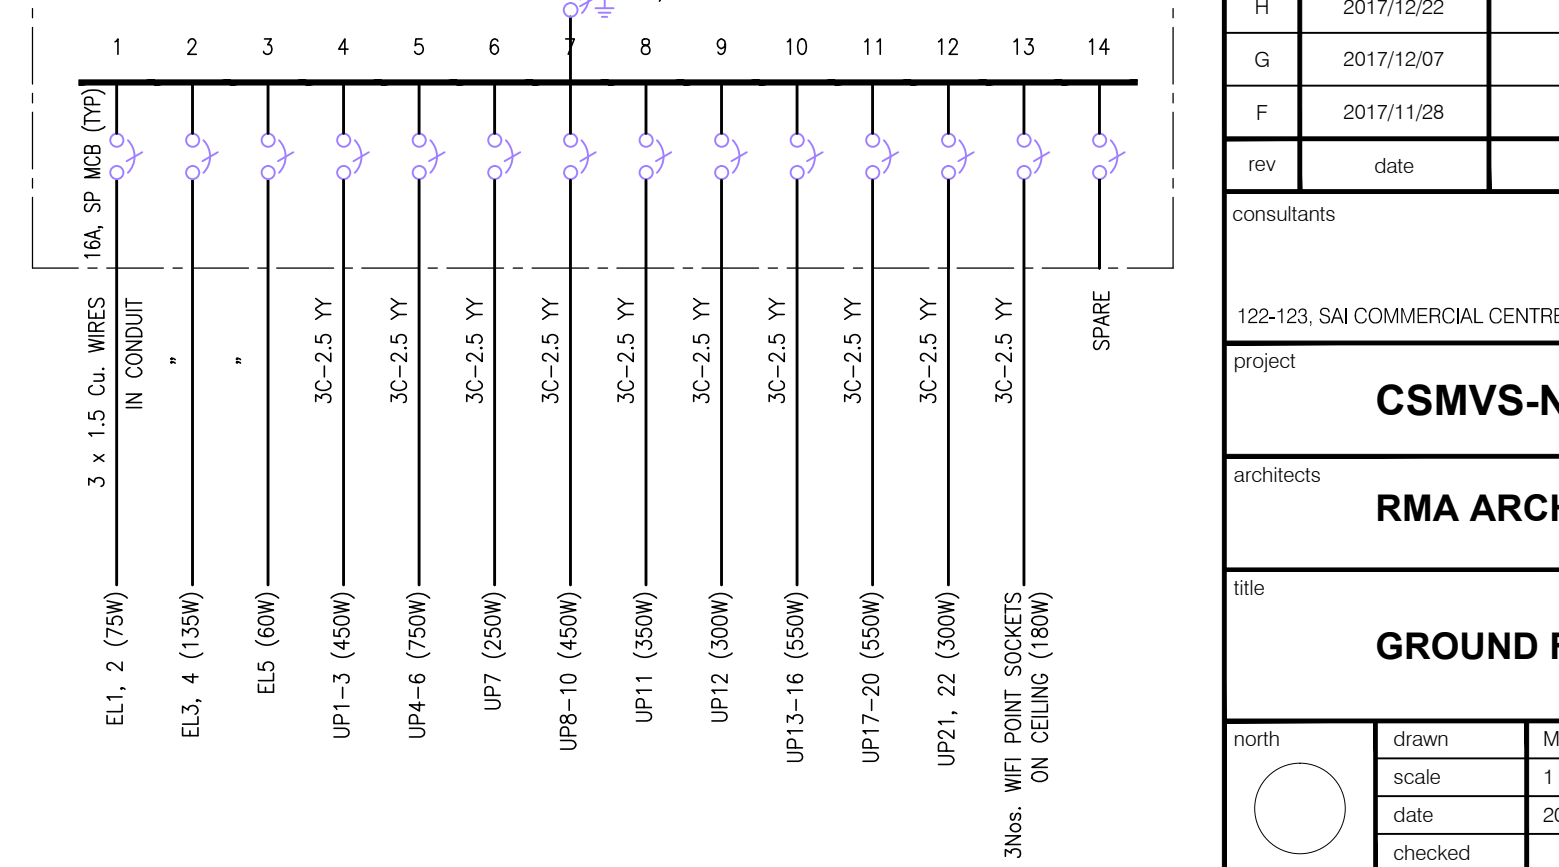 1 2 3 4 5 6 7 8 9 10 11 12 13 14
16A, SP MCB (TYP)
3 x 1.5 Cu. WIRES
IN CONDUIT
"
"
3C-2.5 YY
3C-2.5 YY
3C-2.5 YY
3C-2.5 YY
3C-2.5 YY
3C-2.5 YY
3C-2.5 YY
3C-2.5 YY
3C-2.5 YY
3C-2.5 YY
SPARE
EL1, 2 (75W)
EL3, 4 (135W)
EL5 (60W)
UP1-3 (450W)
UP4-6 (750W)
UP7 (250W)
UP8-10 (450W)
UP11 (350W)
UP12 (300W)
UP13-16 (550W)
UP17-20 (550W)
UP21, 22 (300W)
3Nos. WIFI POINT SOCKETS
ON CEILING (180W)
H 2017/12/22
G 2017/12/07
F 2017/11/28
rev date
consultants
122-123, SAI COMMERCIAL CENTRE
project
CSMVS-N
architects
RMA ARCH
title
GROUND F
north
drawn M
scale 1
date 20
checked